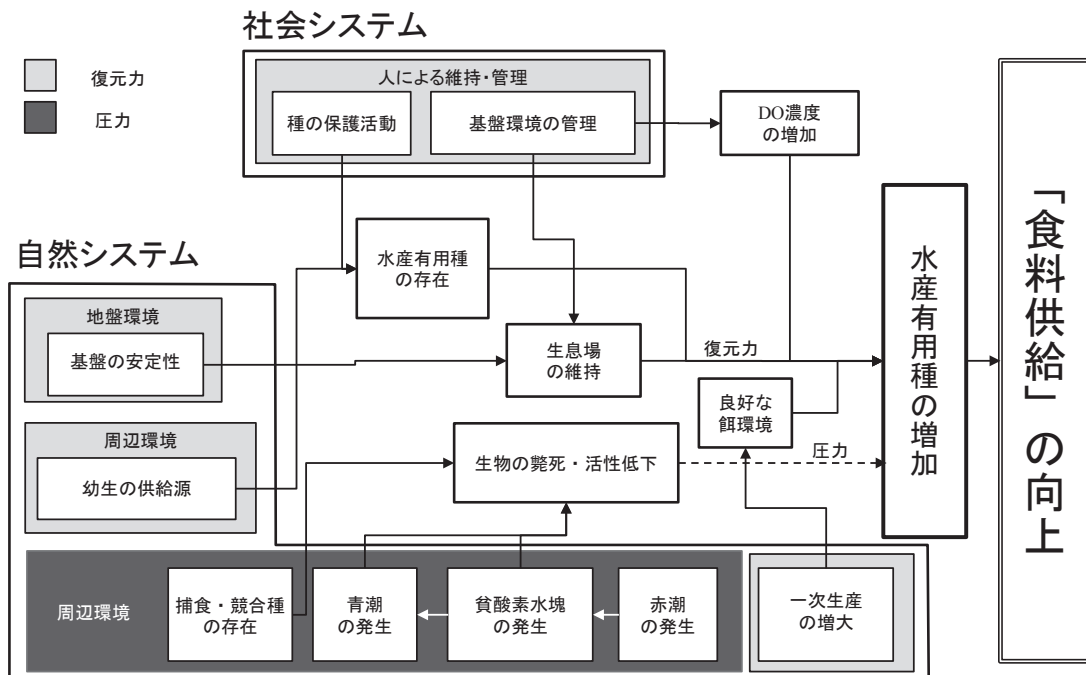 社会システム
復元力
圧力
人による維持・管理
種の保護活動
基盤環境の管理
DO濃度
の増加
自然システム
水産有用種
の存在
地盤環境
基盤の安定性
生息場
の維持
復元力
良好な
餌環境
周辺環境
幼生の供給源
生物の斃死・活性低下
圧力
水産有用種の増加
「食料供給」の向上
周辺環境
捕食・競合種
の存在
青潮
の発生
貧酸素水塊
の発生
赤潮
の発生
一次生産
の増大